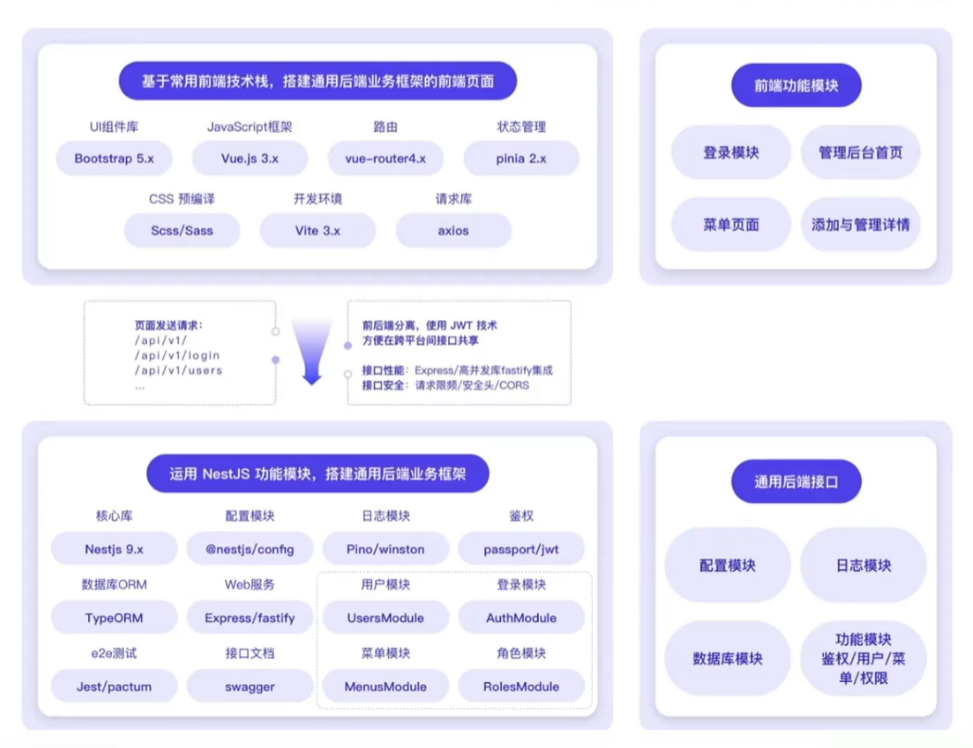 基于常用前端技术栈，搭建通用后端业务框架的前端页面
UI组件库
JavaScript框架
路由
状态管理
Bootstrap 5.x
Vue.js 3.x
vue-router4.x
pinia 2.x
CSS 预编译
开发环境
请求库
Scss/Sass
Vite 3.x
axios
前端功能模块
登录模块
管理后台首页
菜单页面
添加与管理详情
页面发送请求：
/api/v1/
/api/v1/login
/api/v1/users
...
前后端分离，使用 JWT 技术
方便在跨平台间接口共享
接口性能：Express/高并发库fastify集成
接口安全：请求限频/安全头/CORS
运用 NestJS 功能模块，搭建通用后端业务框架
核心库
配置模块
日志模块
鉴权
Nestjs 9.x
@nestjs/config
Pino/winston
passport/jwt
数据库ORM
Web服务
用户模块
登录模块
TypeORM
Express/fastify
UsersModule
AuthModule
e2e测试
接口文档
菜单模块
角色模块
Jest/pactum
swagger
MenusModule
RolesModule
通用后端接口
配置模块
日志模块
数据库模块
功能模块
鉴权/用户/菜
单/权限